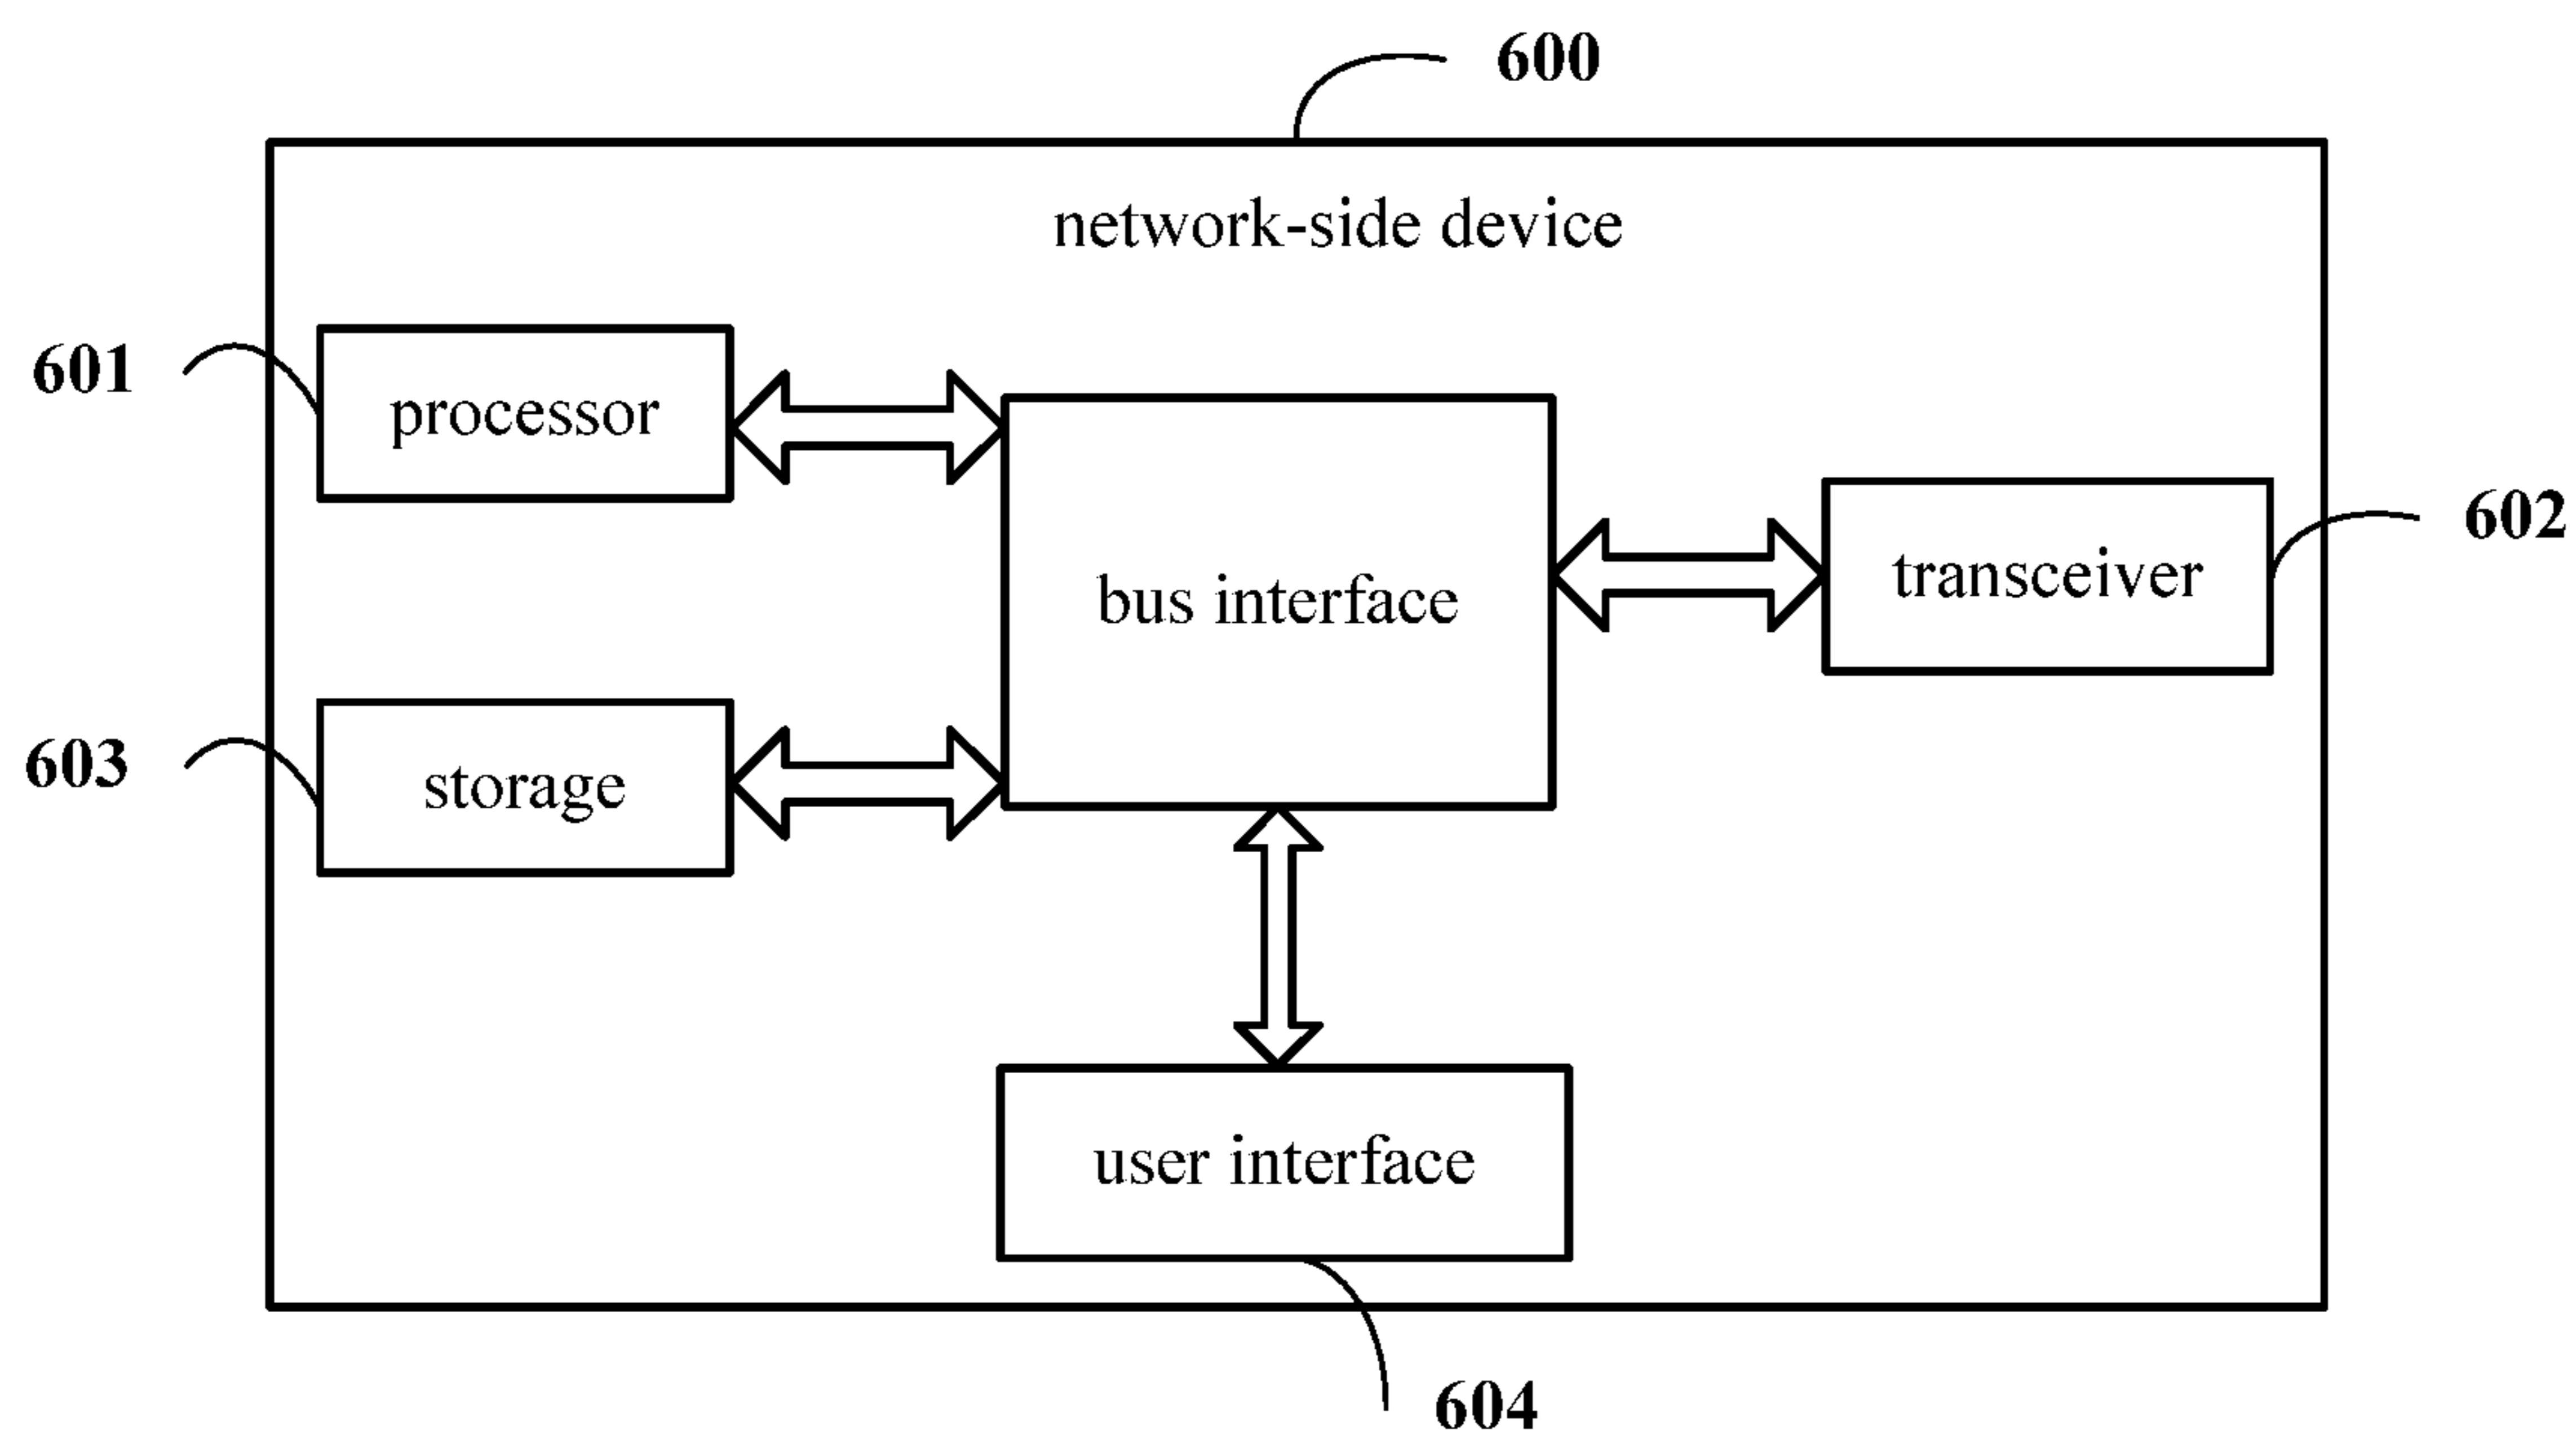 600
network-side device
601
processor
602
transceiver
bus interface
603
storage
user interface
604